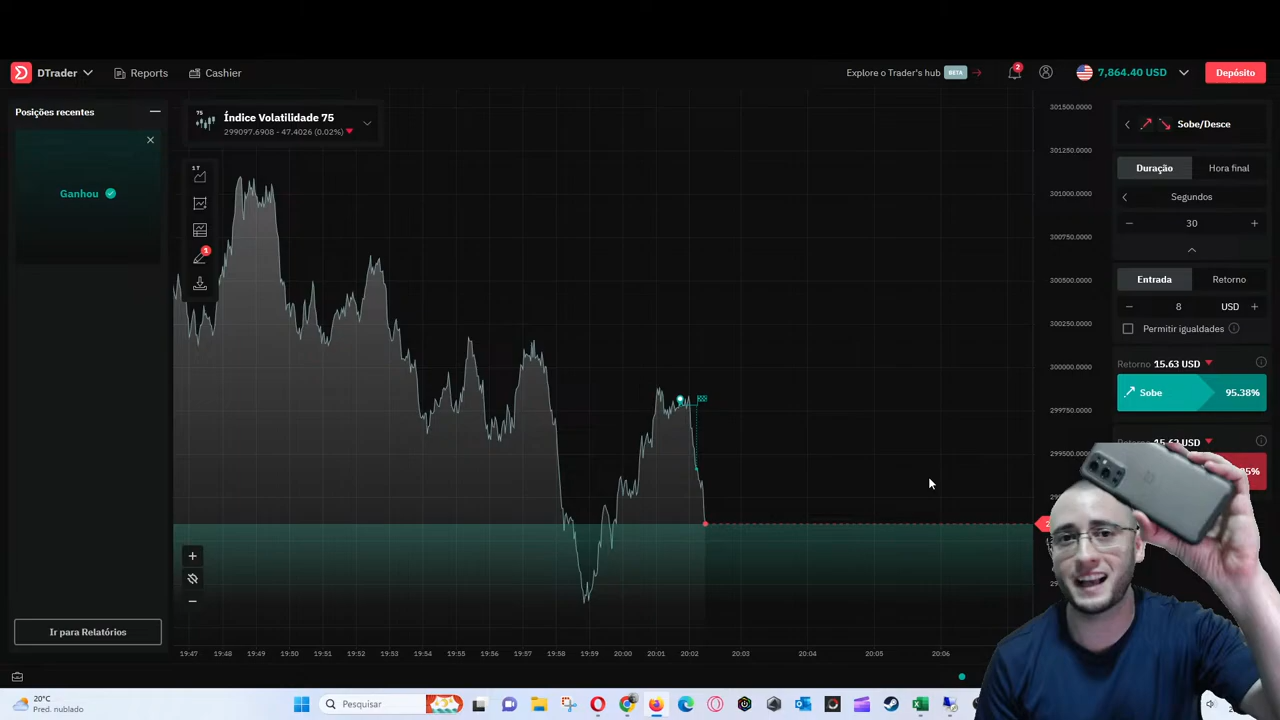 DTrader
Reports
Cashier
Explore o Trader's hub BETA
2
7,864.40 USD
Depósito
Posições recentes
Ganhou
75
Índice Volatilidade 75
299097.6908 - 47.4026 (0.02%)
1 T
2
Sobe/Desce
Duração
Hora final
Segundos
30
Entrada
Retorno
8
USD
Permitir igualdades
Retorno 15.63 USD
Sobe
95.38%
301500.0000
301250.0000
301000.0000
300750.0000
300500.0000
300250.0000
300000.0000
299750.0000
299500.0000
Ir para Relatórios
19:47 19:48 19:49 19:50 19:51 19:52 19:53 19:54 19:55 19:56 19:57 19:58 19:59 20:00 20:01 20:02 20:03 20:04 20:05 20:06
20°C
Pred. nublado
Pesquisar